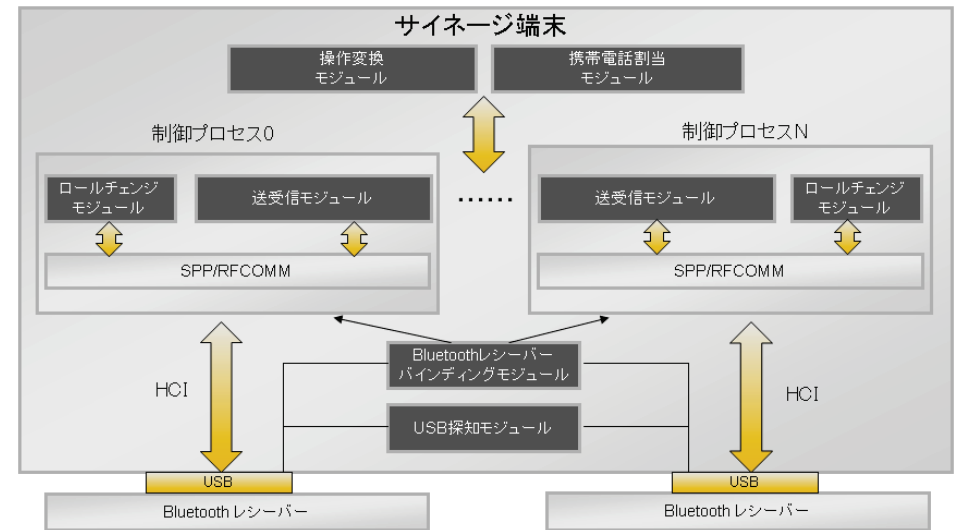 サイネージ端末
操作変換
モジュール
携帯電話割当
モジュール
制御プロセス0
制御プロセスN
ロールチェンジ
モジュール
送受信モジュール
SPP/RFCOMM
……
送受信モジュール
ロールチェンジ
モジュール
SPP/RFCOMM
HCI
Bluetoothレシーバー
バインディングモジュール
USB探知モジュール
HCI
USB
Bluetooth レシーバー
USB
Bluetooth レシーバー